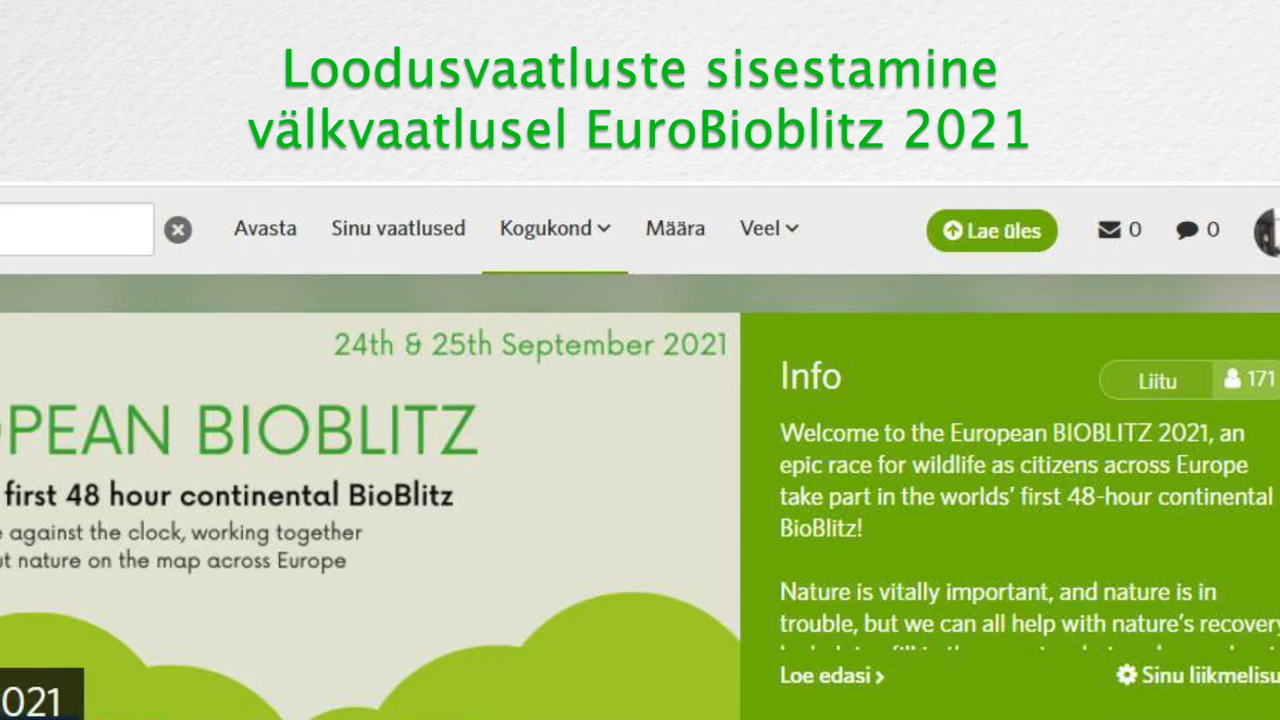 Loodusvaatluste sisestamine
välkvaatlusel EuroBioblitz 2021
Avasta Sinu vaatlused Kogukond Määra Veel Lae üles 0 0
24th & 25th September 2021
OPEAN BIOBLITZ
first 48 hour continental BioBlitz
e against the clock, working together
ut nature on the map across Europe
021
Info
Liitu 171
Welcome to the European BIOBLITZ 2021, an
epic race for wildlife as citizens across Europe
take part in the worlds' first 48-hour continental
BioBlitz!
Nature is vitally important, and nature is in
trouble, but we can all help with nature's recovery
Loe edasi
Sinu liikmelisu